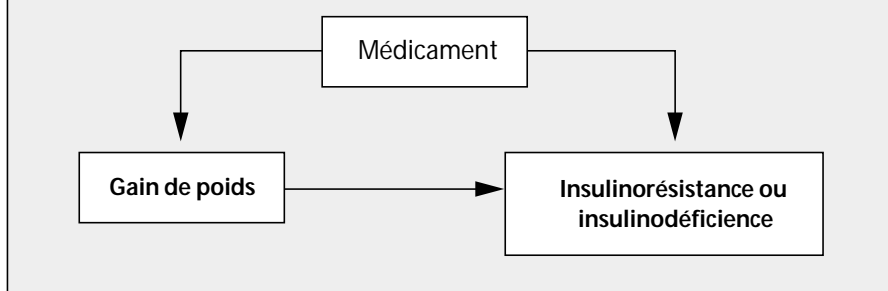 Médicament
Gain de poids
Insulinorésistance ou
insulinodéficience